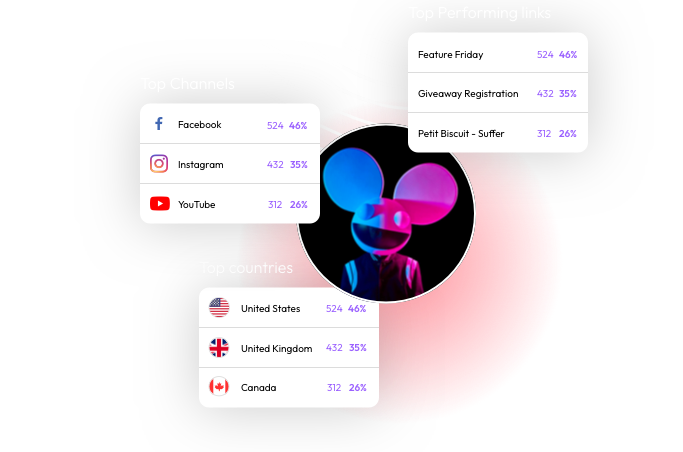 Top Performing links
Feature Friday 524 46%
Giveaway Registration 432 35%
Petit Biscuit - Suffer 312 26%
Top Channels
Facebook 524 46%
Instagram 432 35%
YouTube 312 26%
Top countries
United States 524 46%
United Kingdom 432 35%
Canada 312 26%